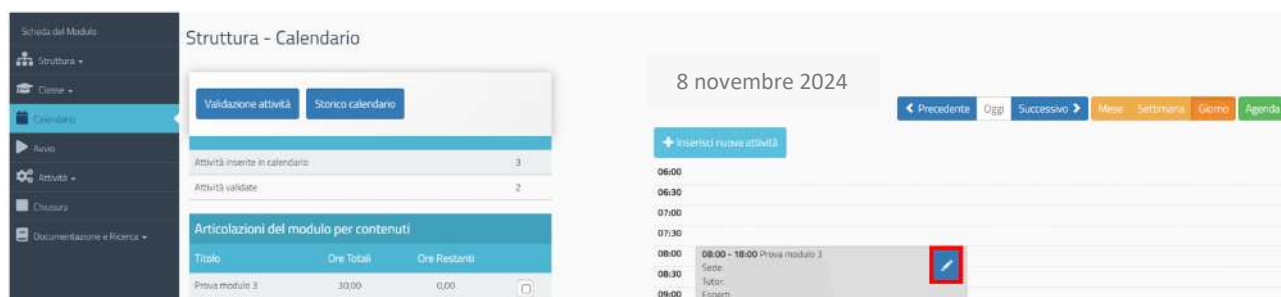 Scheda del Modulo
Struttura
Classe
Calendario
Avvio
Attività
Chiusura
Documentazione e Ricerca
Struttura - Calendario
Validazione attività Storico calendario
Attività inserite in calendario 3
Attività validate 2
Articolazioni del modulo per contenuti
Titolo Ore Totali Ore Restanti
Prova modulo 3 30,00 0,00
8 novembre 2024
Precedente Oggi Successivo Mese Settimana Giorno Agenda
Inserisci nuova attività
06:00
06:30
07:00
07:30
08:00 08:00 - 18:00 Prova modulo 3
Sede:
08:30
Tutor:
09:00 Esperti